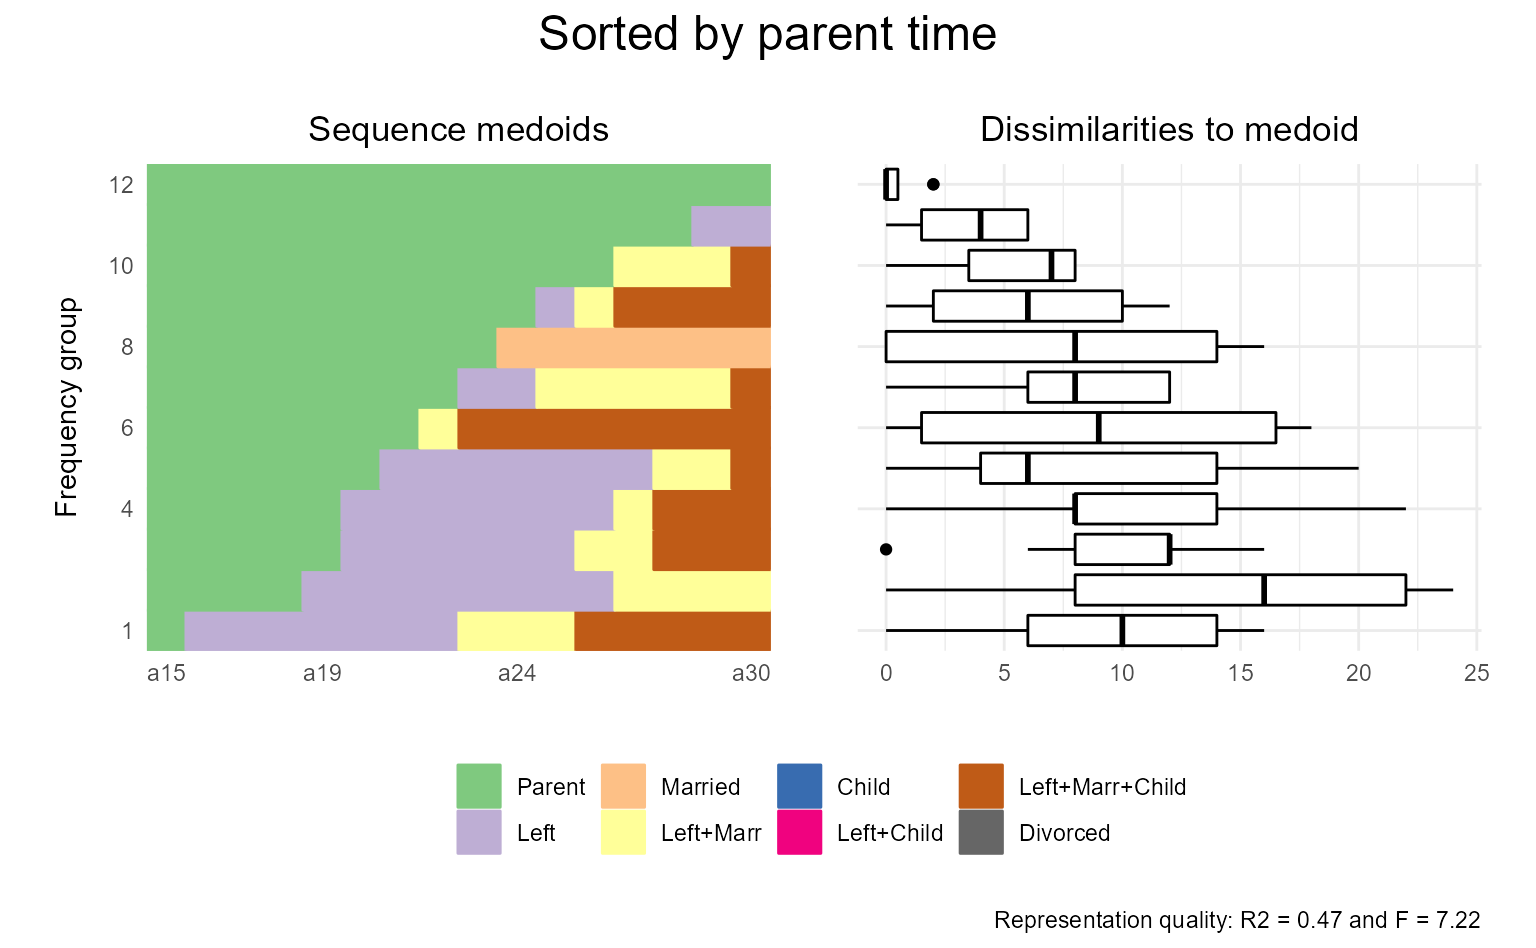 Sorted by parent time
Sequence medoids
Dissimilarities to medoid
Frequency group
12
10
8
6
4
1
a15 a19 a24 a30
0 5 10 15 20 25
Parent Married Child Left+Marr+Child
Left Left+Marr Left+Child Divorced
Representation quality: R2 = 0.47 and F = 7.22